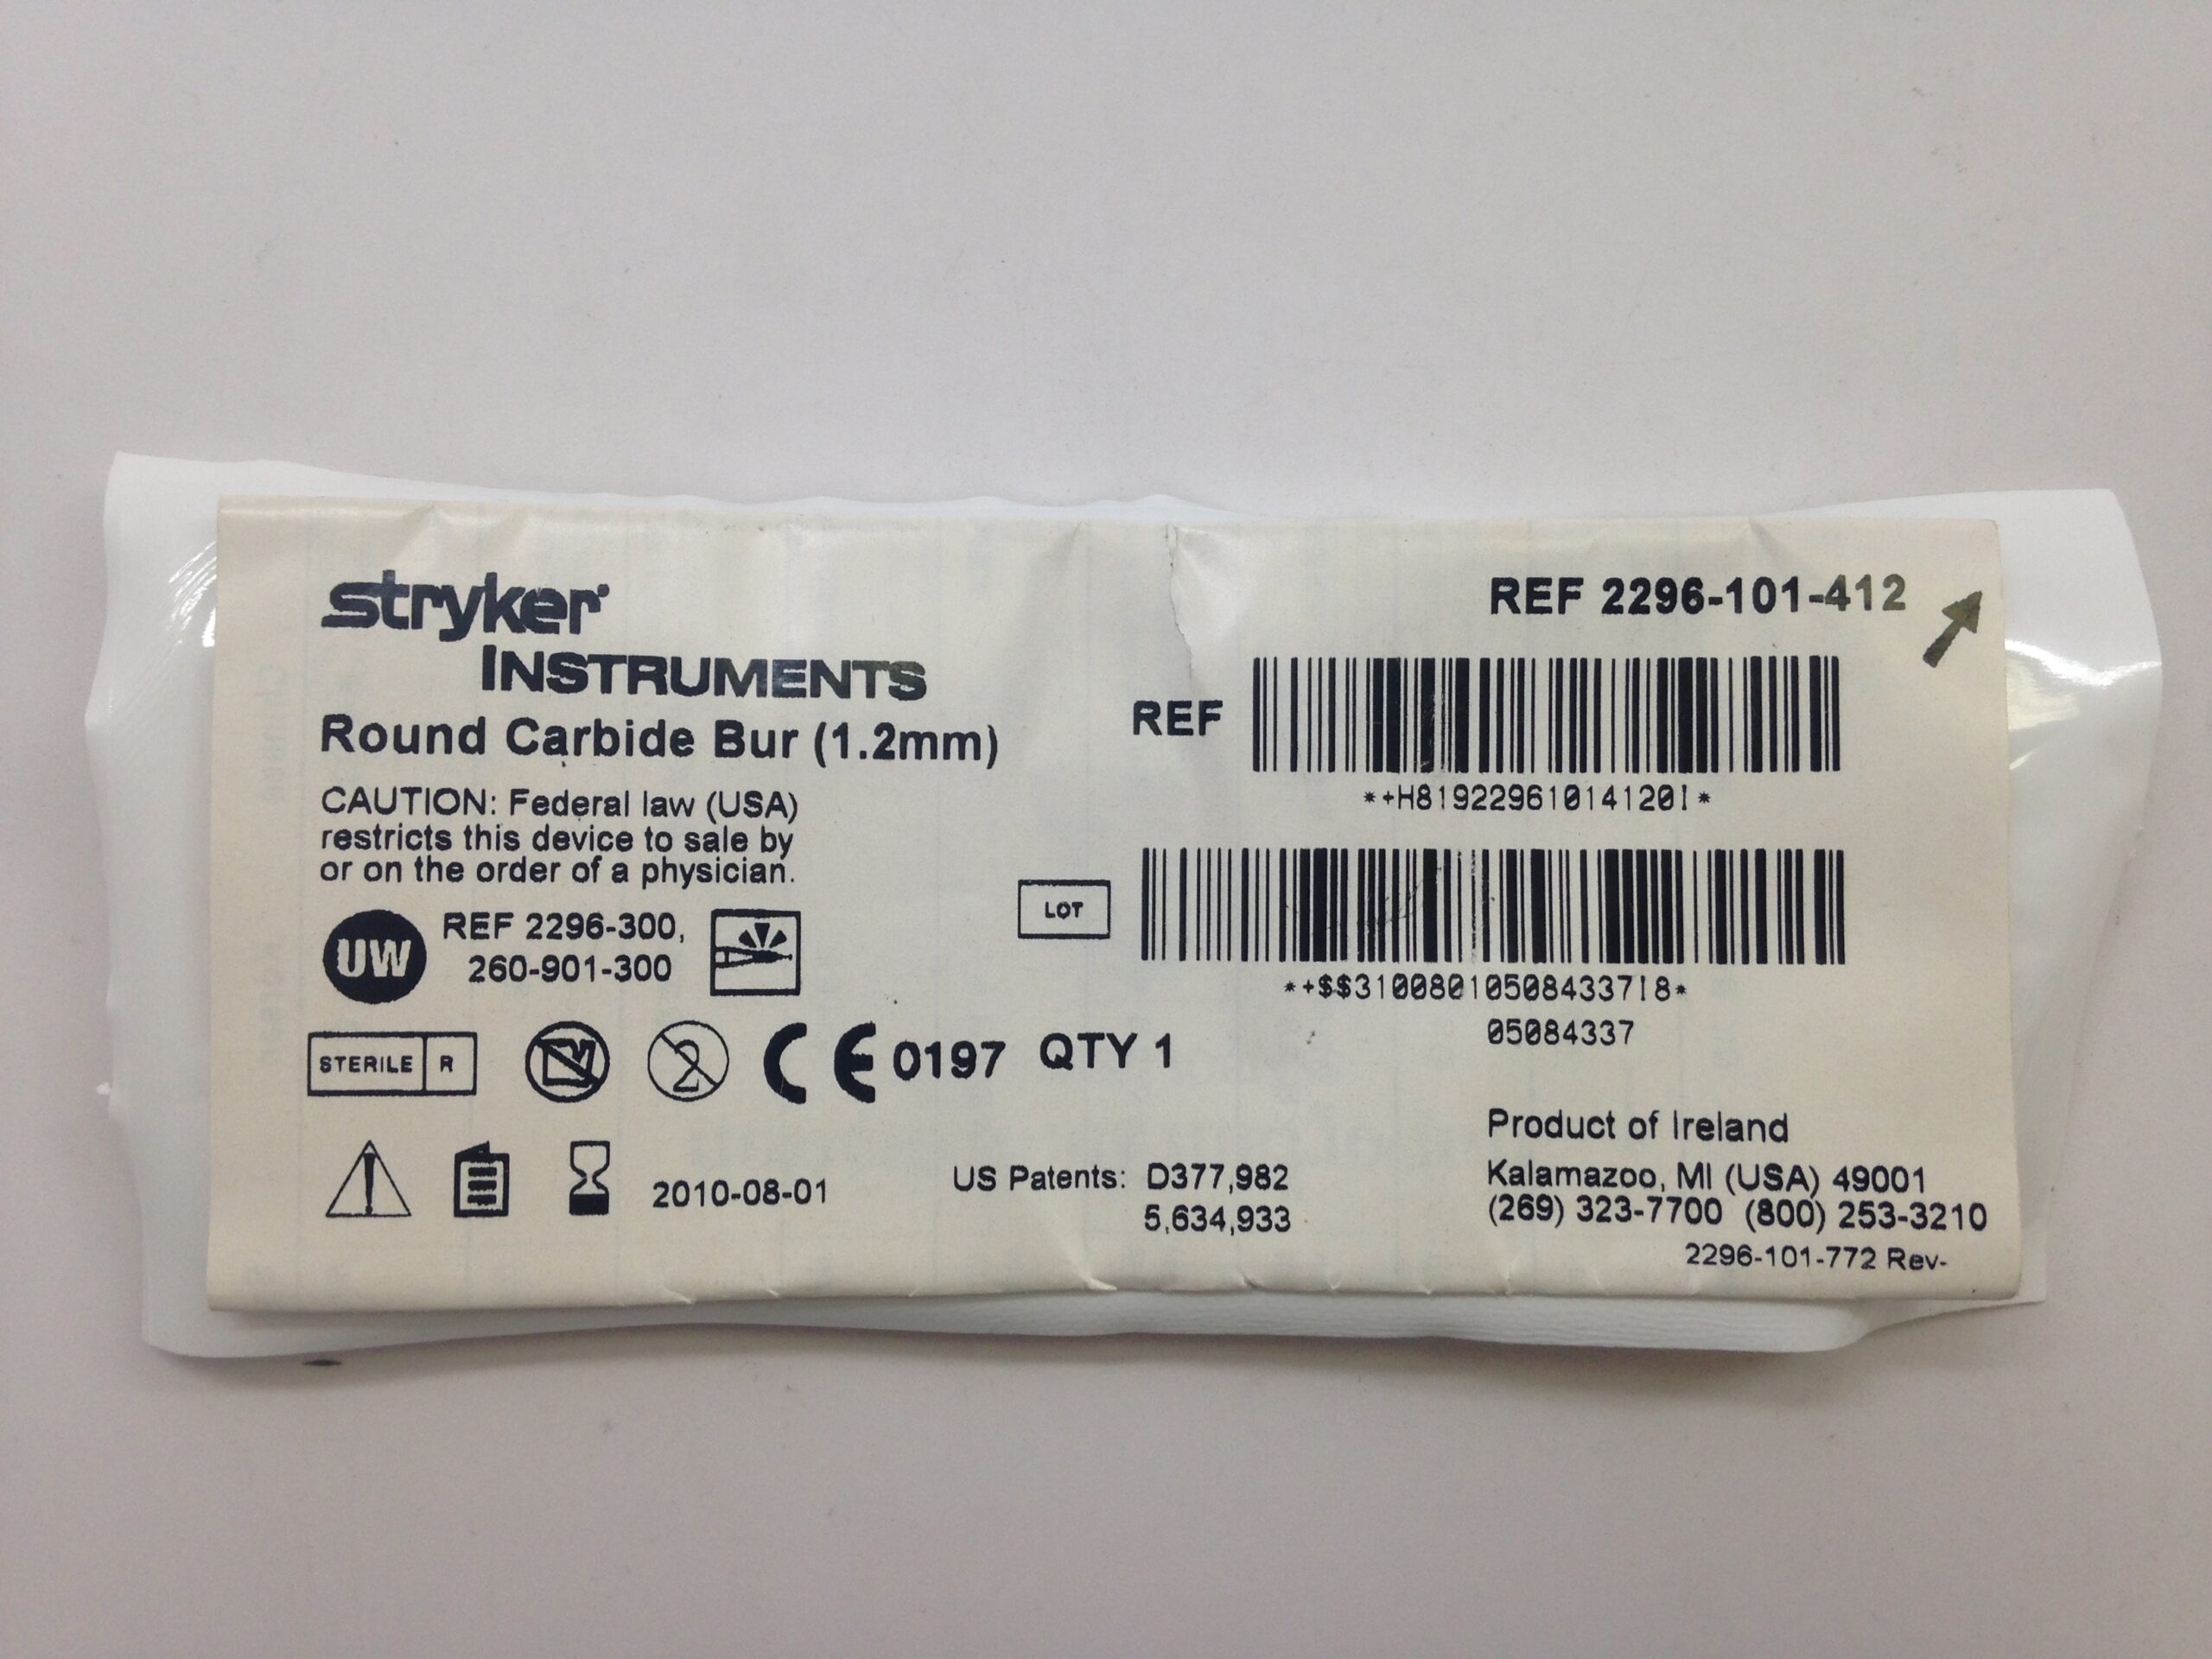 stryker
INSTRUMENTS
Round Carbide Bur (1.2mm)
CAUTION: Federal law (USA)
restricts this device to sale by
or on the order of a physician.
UW
REF 2296-300,
260-901-300
STERILE R
2
CE 0197 QTY 1
2010-08-01
US Patents: D377,982
5,634,933
REF 2296-101-412
REF
*+H81922961014120I*
LOT
*+$$31008010508433718*
05084337
Product of Ireland
Kalamazoo, MI (USA) 49001
(269) 323-7700 (800) 253-3210
2296-101-772 Rev-